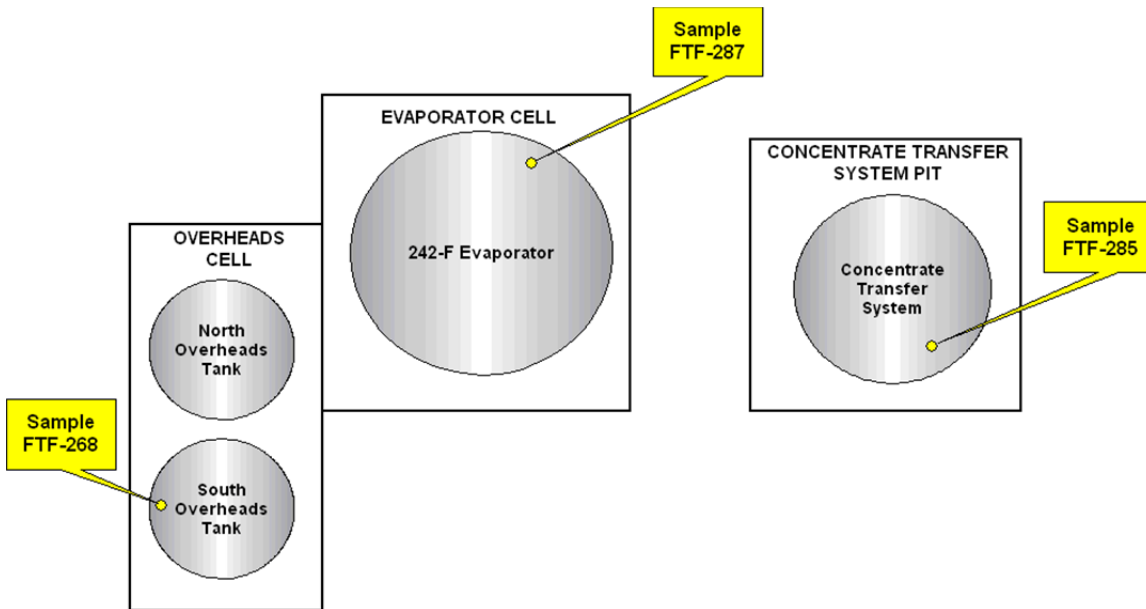 Sample
FTF-287
EVAPORATOR CELL
242-F Evaporator
CONCENTRATE TRANSFER
SYSTEM PIT
Concentrate
Transfer
System
Sample
FTF-285
OVERHEADS
CELL
North
Overheads
Tank
South
Overheads
Tank
Sample
FTF-268